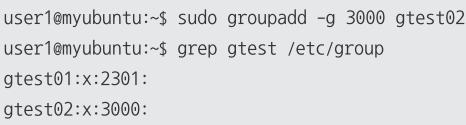 user1@myubuntu:~$ sudo groupadd -g 3000 gtest02
user1@myubuntu:~$ grep gtest /etc/group
gtest01:x:2301:
gtest02:x:3000: